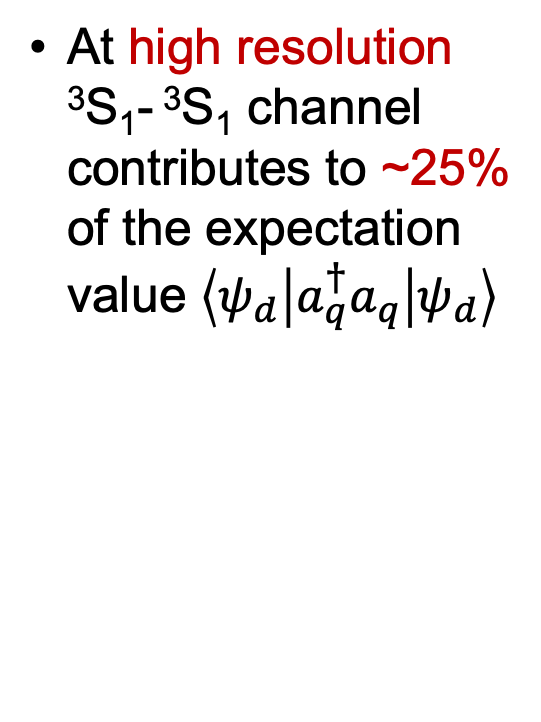 • At high resolution
³S₁- ³S₁ channel
contributes to ~25%
of the expectation
value ⟨ψ_d|a_q^†a_q|ψ_d⟩